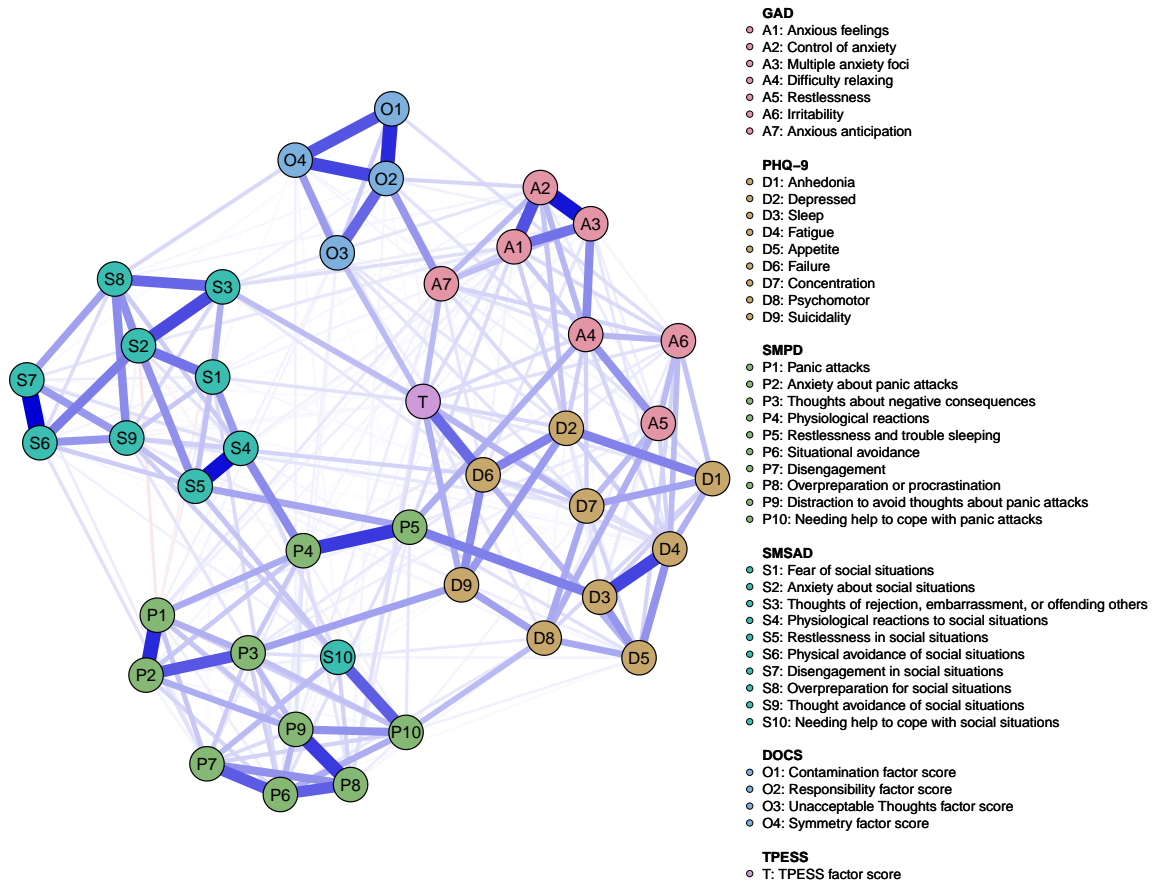 O1
O4
O2
A2
A3
A1
O3
S8
S3
A7
A4
A6
S2
S7
S1
T
A5
D2
S6
S9
S4
D6
D1
S5
D7
P5
P4
D4
D9
D3
P1
D8
P3
S10
D5
P2
P9
P10
P7
P8
P6
GAD
A1: Anxious feelings
A2: Control of anxiety
A3: Multiple anxiety foci
A4: Difficulty relaxing
A5: Restlessness
A6: Irritability
A7: Anxious anticipation
PHQ−9
D1: Anhedonia
D2: Depressed
D3: Sleep
D4: Fatigue
D5: Appetite
D6: Failure
D7: Concentration
D8: Psychomotor
D9: Suicidality
SMPD
P1: Panic attacks
P2: Anxiety about panic attacks
P3: Thoughts about negative consequences
P4: Physiological reactions
P5: Restlessness and trouble sleeping
P6: Situational avoidance
P7: Disengagement
P8: Overpreparation or procrastination
P9: Distraction to avoid thoughts about panic attacks
P10: Needing help to cope with panic attacks
SMSAD
S1: Fear of social situations
S2: Anxiety about social situations
S3: Thoughts of rejection, embarrassment, or offending others
S4: Physiological reactions to social situations
S5: Restlessness in social situations
S6: Physical avoidance of social situations
S7: Disengagement in social situations
S8: Overpreparation for social situations
S9: Thought avoidance of social situations
S10: Needing help to cope with social situations
DOCS
O1: Contamination factor score
O2: Responsibility factor score
O3: Unacceptable Thoughts factor score
O4: Symmetry factor score
TPESS
T: TPESS factor score